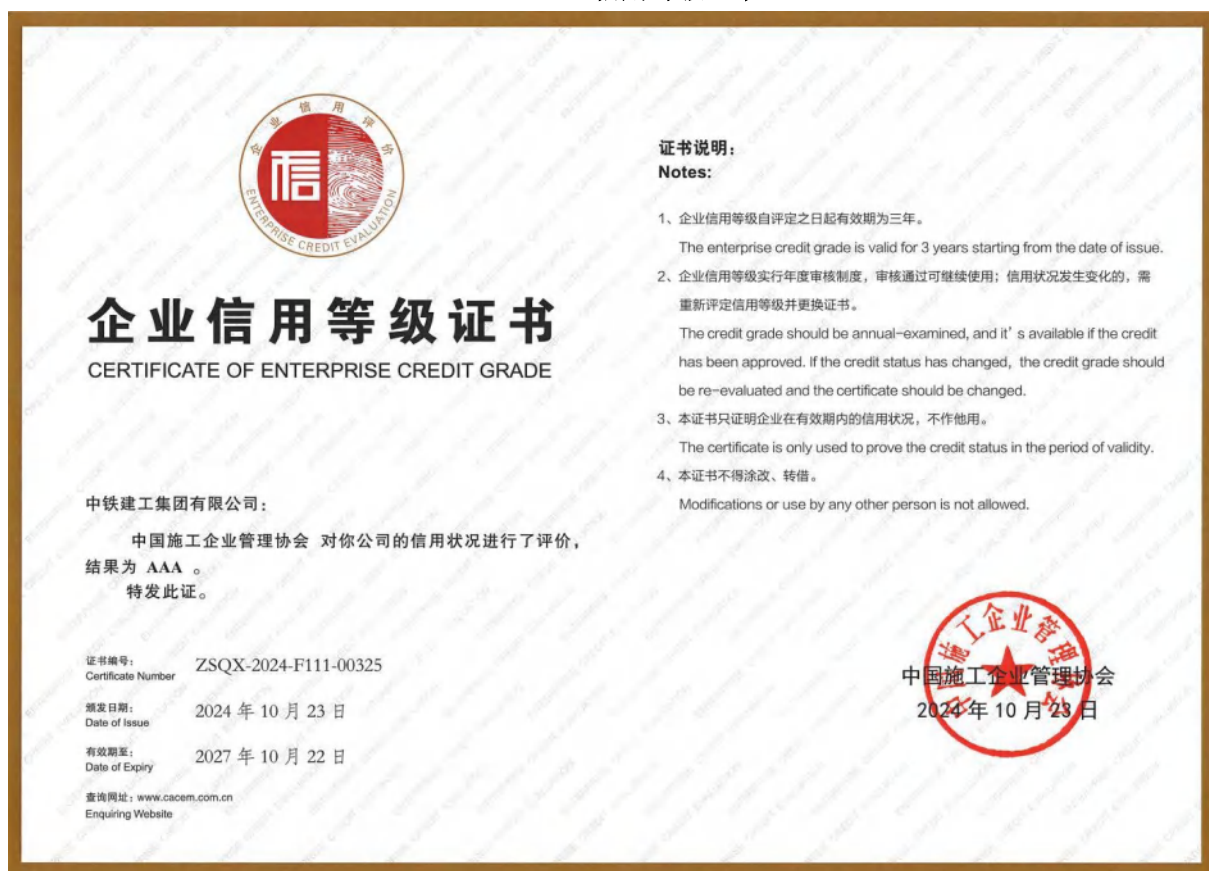 企业信用评价
信
ENTERPRISE CREDIT EVALUATION
企业信用等级证书
CERTIFICATE OF ENTERPRISE CREDIT GRADE
中铁建工集团有限公司：
中国施工企业管理协会 对你公司的信用状况进行了评价，
结果为 AAA 。
特发此证。
证书编号：
Certificate Number
ZSQX-2024-F111-00325
颁发日期：
Date of Issue
2024 年 10 月 23 日
有效期至：
Date of Expiry
2027 年 10 月 22 日
查询网址：www.cacem.com.cn
Enquiring Website
证书说明：
Notes:
1、企业信用等级自评定之日起有效期为三年。
The enterprise credit grade is valid for 3 years starting from the date of issue.
2、企业信用等级实行年度审核制度，审核通过可继续使用；信用状况发生变化的，需
重新评定信用等级并更换证书。
The credit grade should be annual-examined, and it' s available if the credit
has been approved. If the credit status has changed, the credit grade should
be re-evaluated and the certificate should be changed.
3、本证书只证明企业在有效期内的信用状况，不作他用。
The certificate is only used to prove the credit status in the period of validity.
4、本证书不得涂改、转借。
Modifications or use by any other person is not allowed.
中国施工企业管理协会
中国施工企业管理协会
2024 年 10 月 23 日